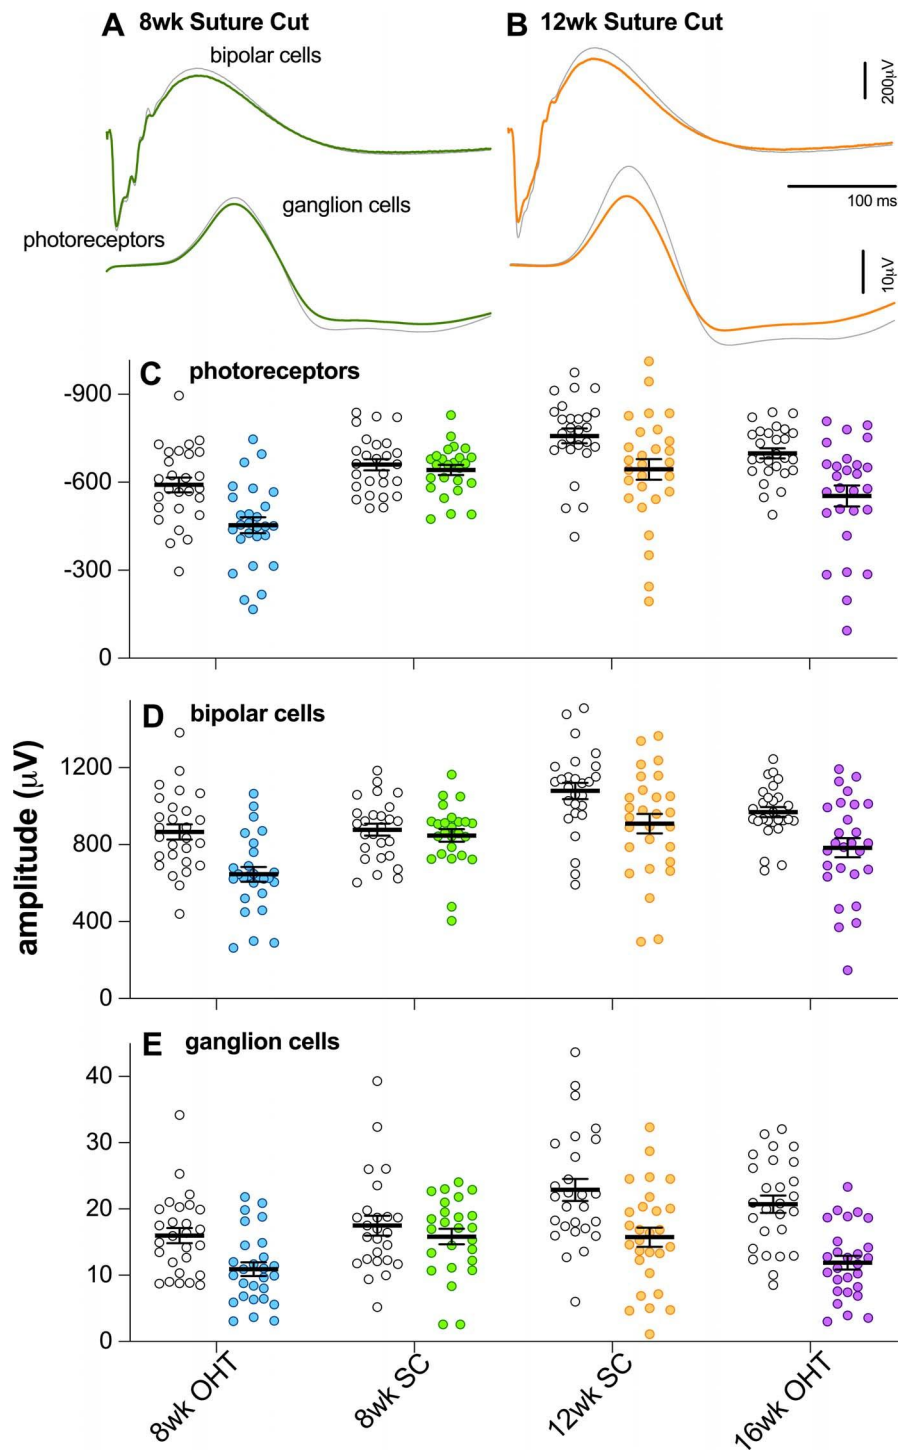 A 8wk Suture Cut
B 12wk Suture Cut
bipolar cells
200µV
ganglion cells
100 ms
photoreceptors
10µV
C photoreceptors
-900
-600
-300
0
D bipolar cells
1200
800
400
0
amplitude (µV)
E ganglion cells
40
30
20
10
0
8wk OHT
8wk SC
12wk SC
16wk OHT